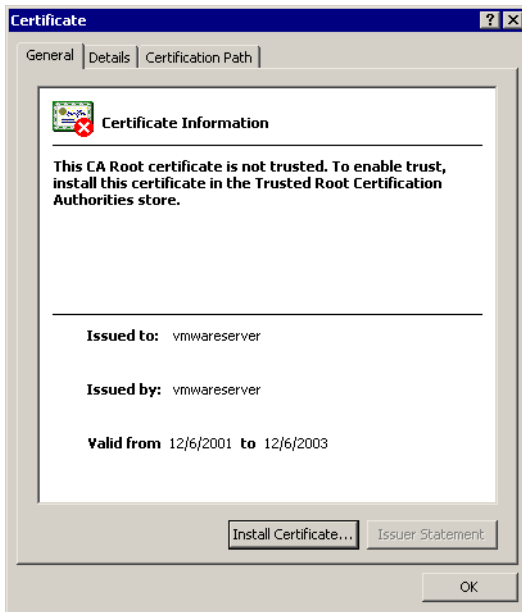 Certificate
General Details Certification Path
Certificate Information
This CA Root certificate is not trusted. To enable trust,
install this certificate in the Trusted Root Certification
Authorities store.
Issued to: vmwareserver
Issued by: vmwareserver
Valid from 12/6/2001 to 12/6/2003
Install Certificate... Issuer Statement
OK